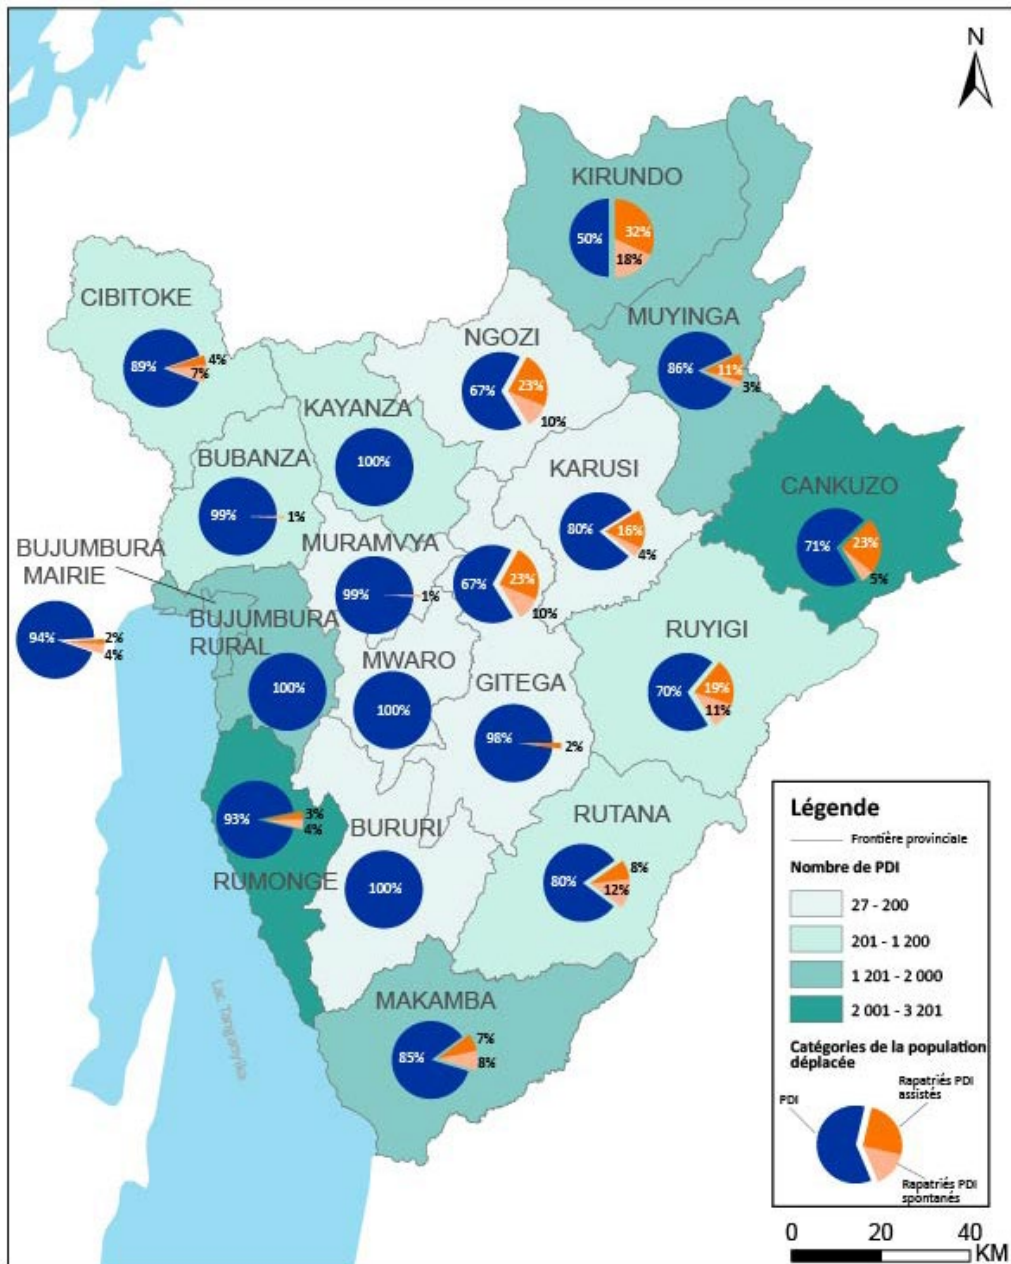 N
KIRUNDO
50%
32%
18%
CIBITOKE
89%
4%
7%
NGOZI
67%
23%
10%
MUYINGA
86%
11%
3%
KAYANZA
100%
BUBANZA
99%
1%
KARUSI
80%
16%
4%
CANKUZO
71%
23%
5%
BUJUMBURA
MAIRIE
94%
2%
4%
MURAMVYA
99%
1%
67%
23%
10%
BUJUMBURA
RURAL
100%
MWARO
100%
GITEGA
98%
2%
RUYIGI
70%
19%
11%
93%
3%
4%
RUMONGE
BURURI
100%
RUTANA
80%
8%
12%
MAKAMBA
85%
7%
8%
Lac Tanganyika
Légende
Frontière provinciale
Nombre de PDI
27 - 200
201 - 1 200
1 201 - 2 000
2 001 - 3 201
Catégories de la population
déplacée
PDI
Rapatriés PDI
assistés
Rapatriés PDI
spontanés
0 20 40
KM